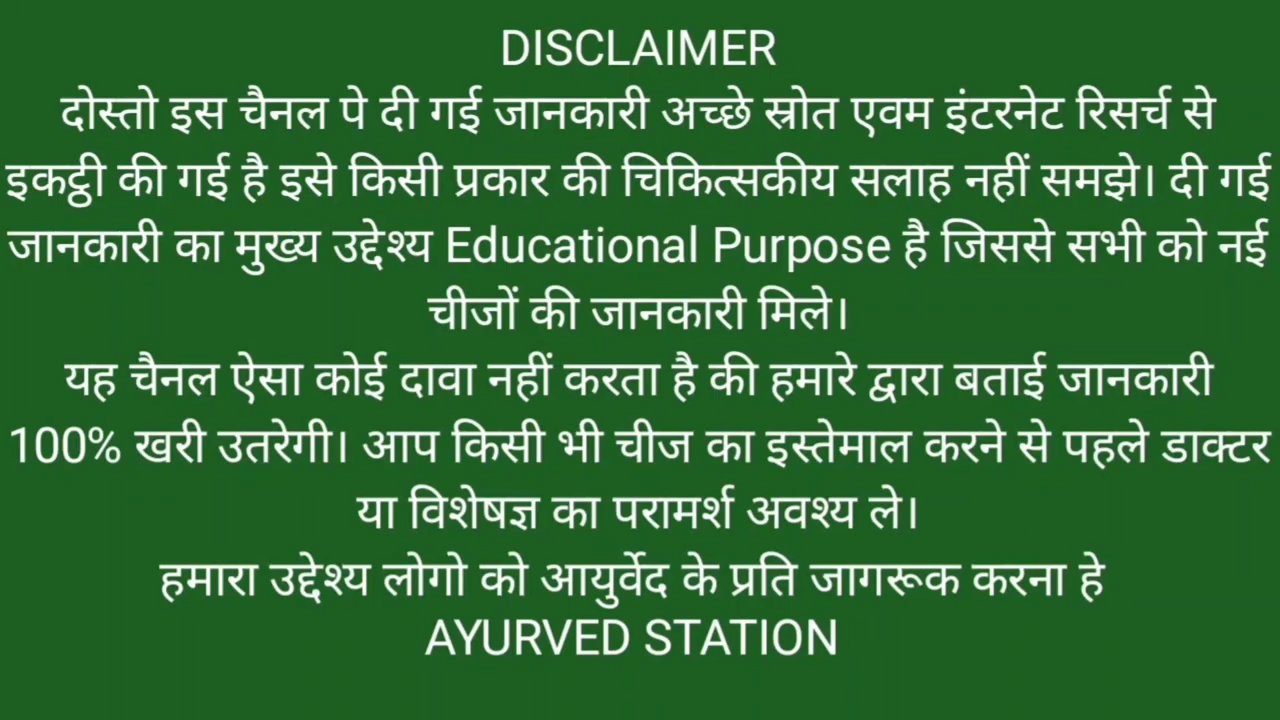 DISCLAIMER
दोस्तो इस चैनल पे दी गई जानकारी अच्छे स्रोत एवम इंटरनेट रिसर्च से
इकट्ठी की गई है इसे किसी प्रकार की चिकित्सकीय सलाह नहीं समझे। दी गई
जानकारी का मुख्य उद्देश्य Educational Purpose है जिससे सभी को नई
चीजों की जानकारी मिले।
यह चैनल ऐसा कोई दावा नहीं करता है की हमारे द्वारा बताई जानकारी
100% खरी उतरेगी। आप किसी भी चीज का इस्तेमाल करने से पहले डाक्टर
या विशेषज्ञ का परामर्श अवश्य ले।
हमारा उद्देश्य लोगो को आयुर्वेद के प्रति जागरूक करना हे
AYURVED STATION